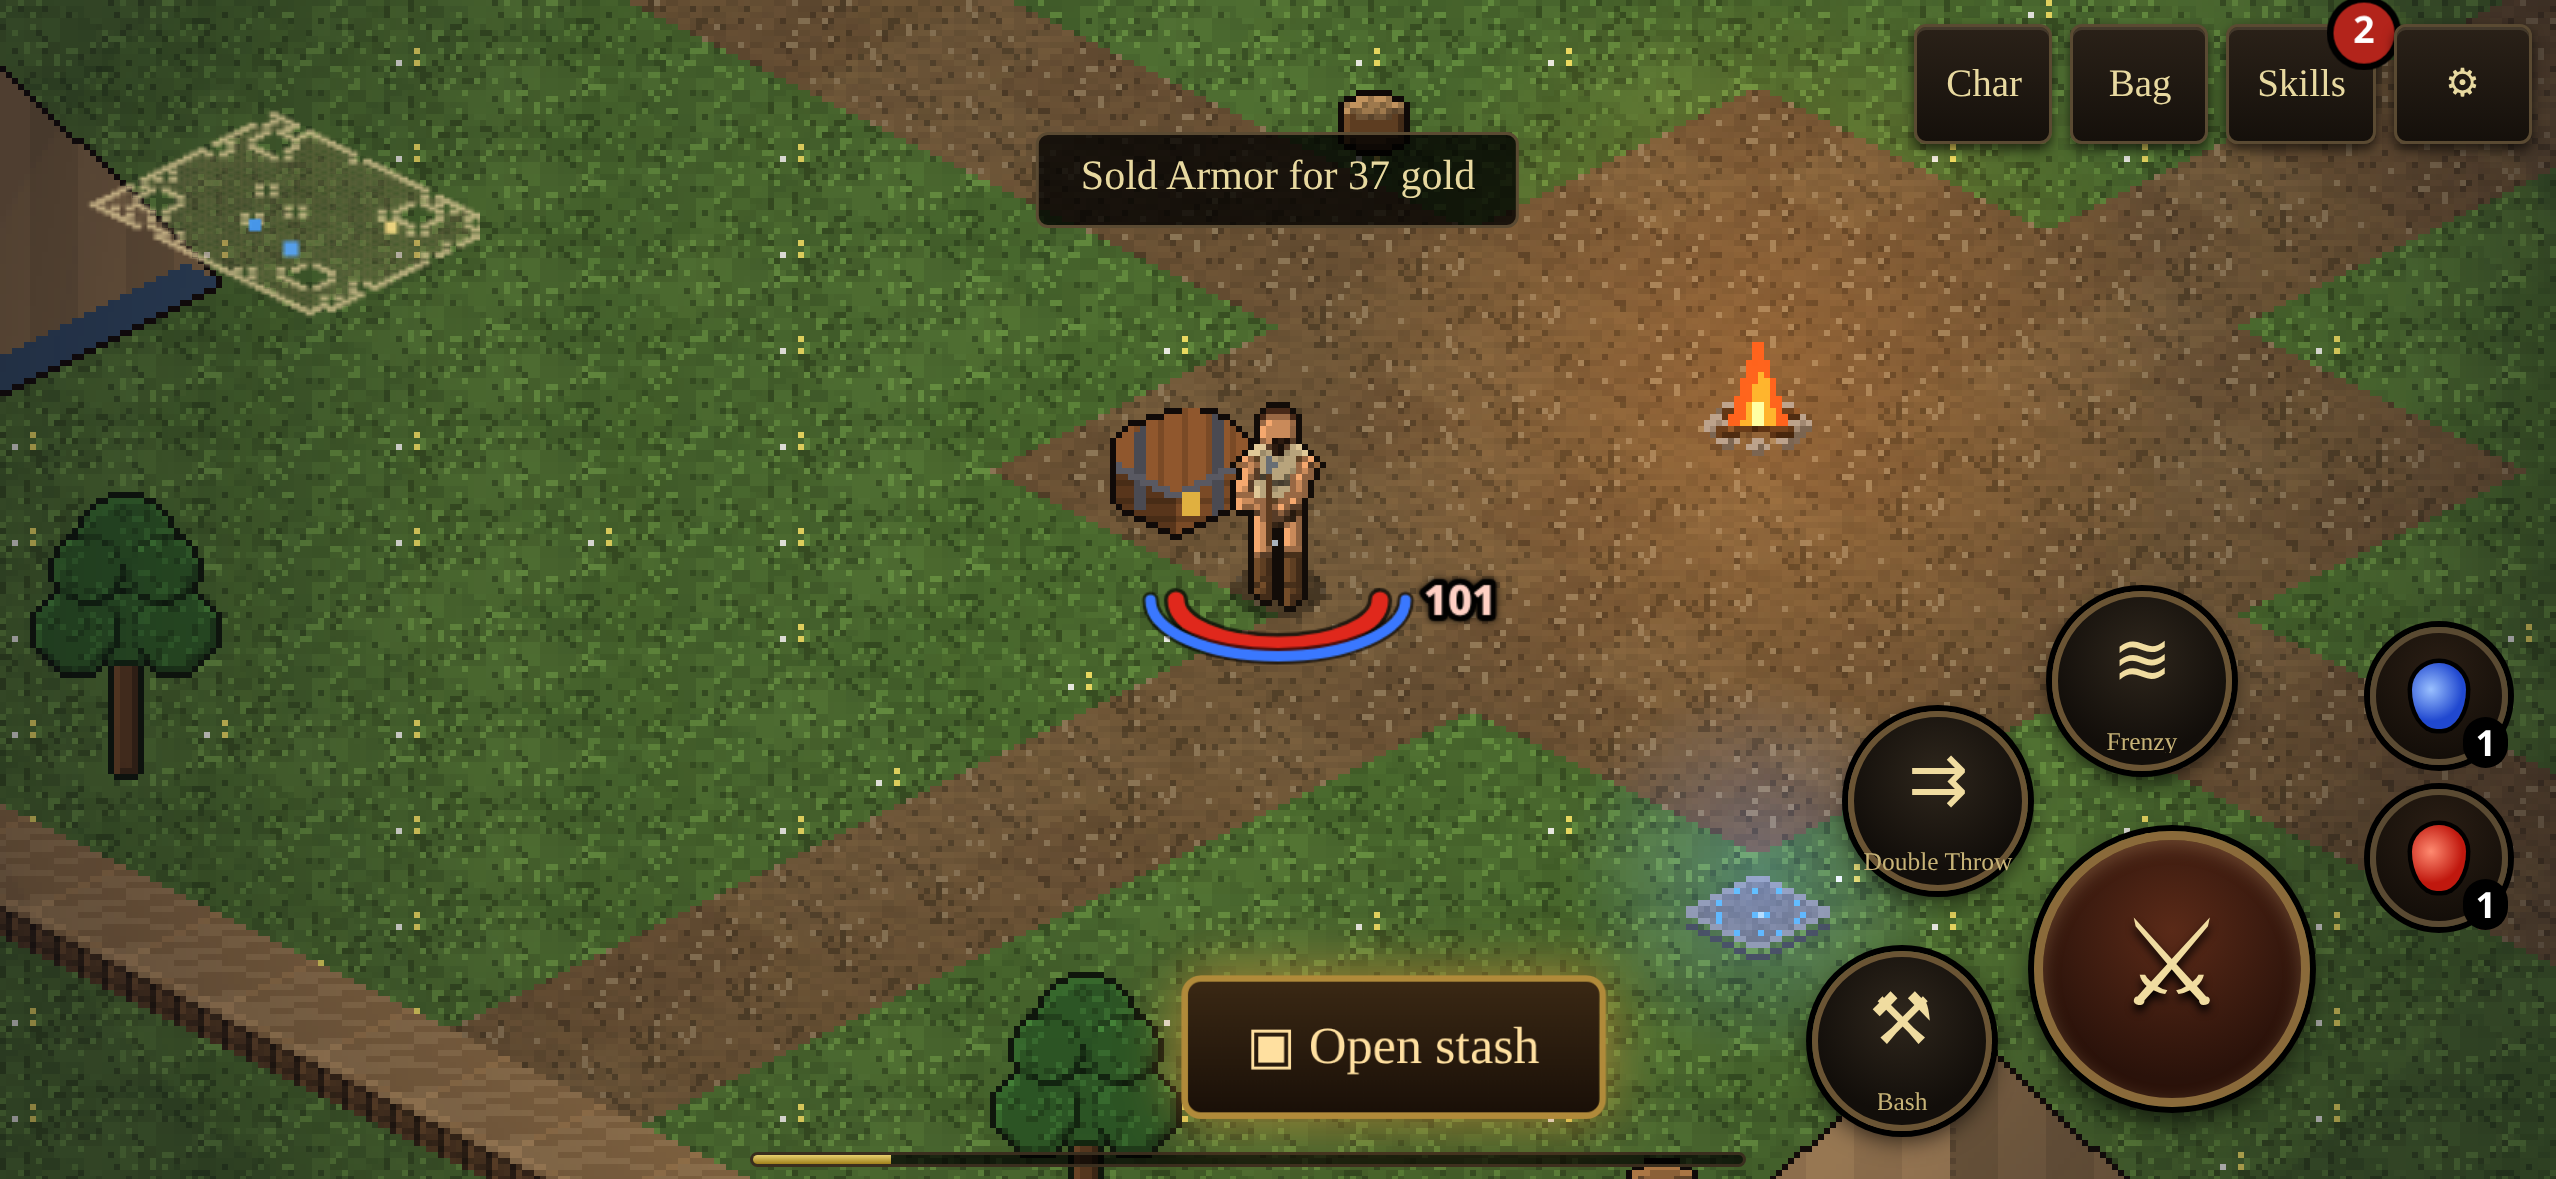 2
Char
Bag
Skills
Sold Armor for 37 gold
101
Frenzy
1
Double Throw
1
Open stash
Bash